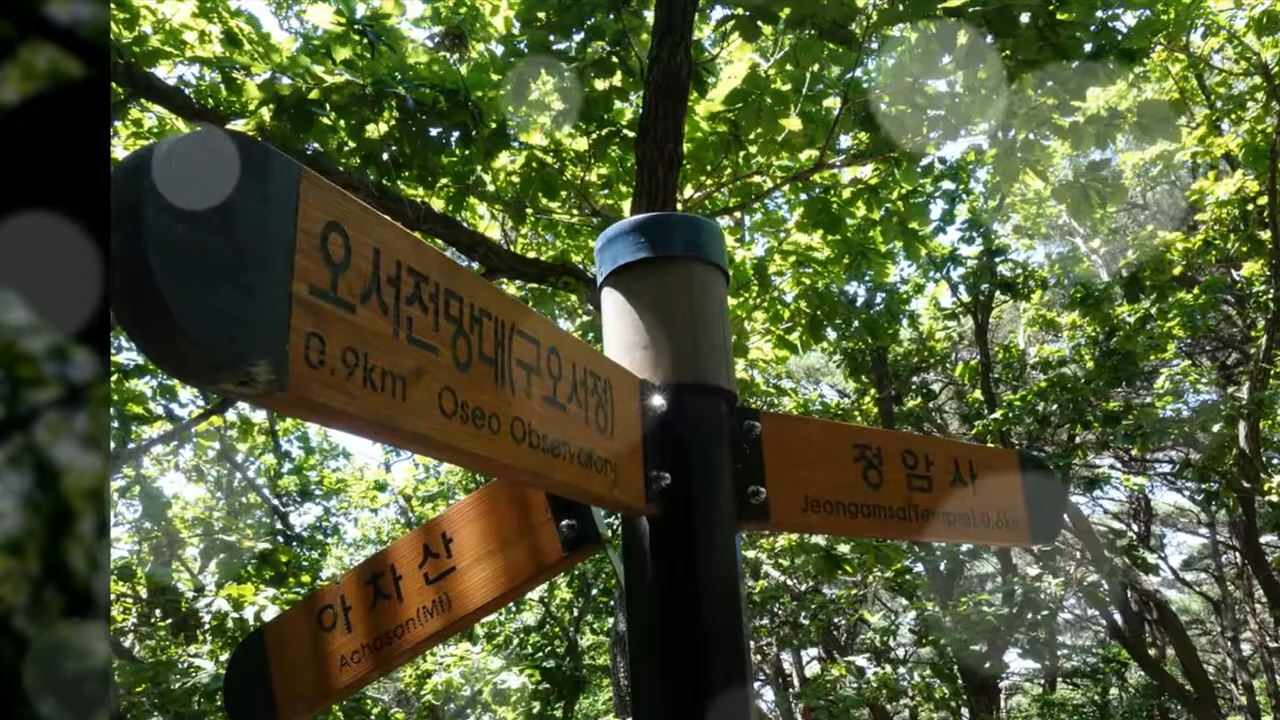 오서전망대(구오서정)
0.9km Oseo Observatory
정암사
Jeongamsa(Temple) 0.6km
아차산
Achasan(Mt)